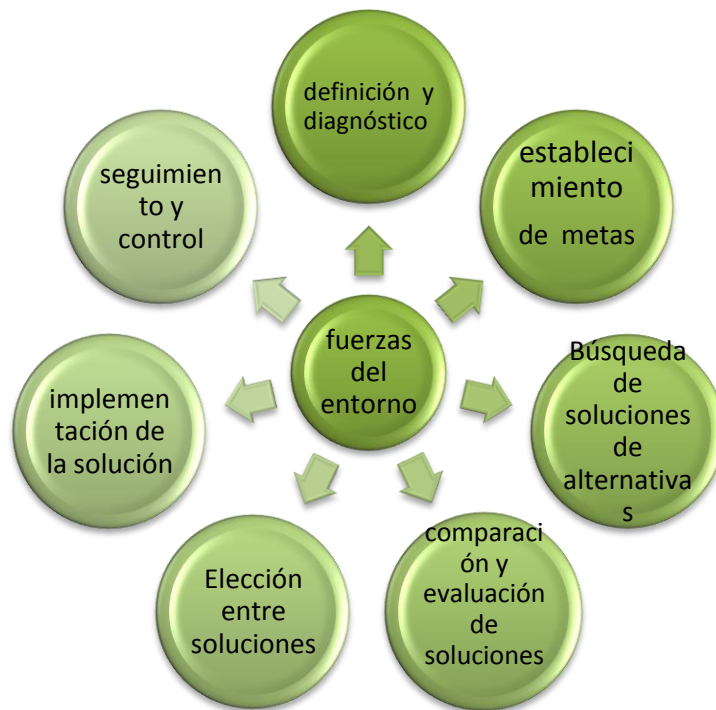 definición y
diagnóstico
estableci
miento
de metas
Búsqueda
de
soluciones
de
alternativa
s
comparaci
ón y
evaluación
de
soluciones
Elección
entre
soluciones
implemen
tación de
la solución
seguimien
to y
control
fuerzas
del
entorno